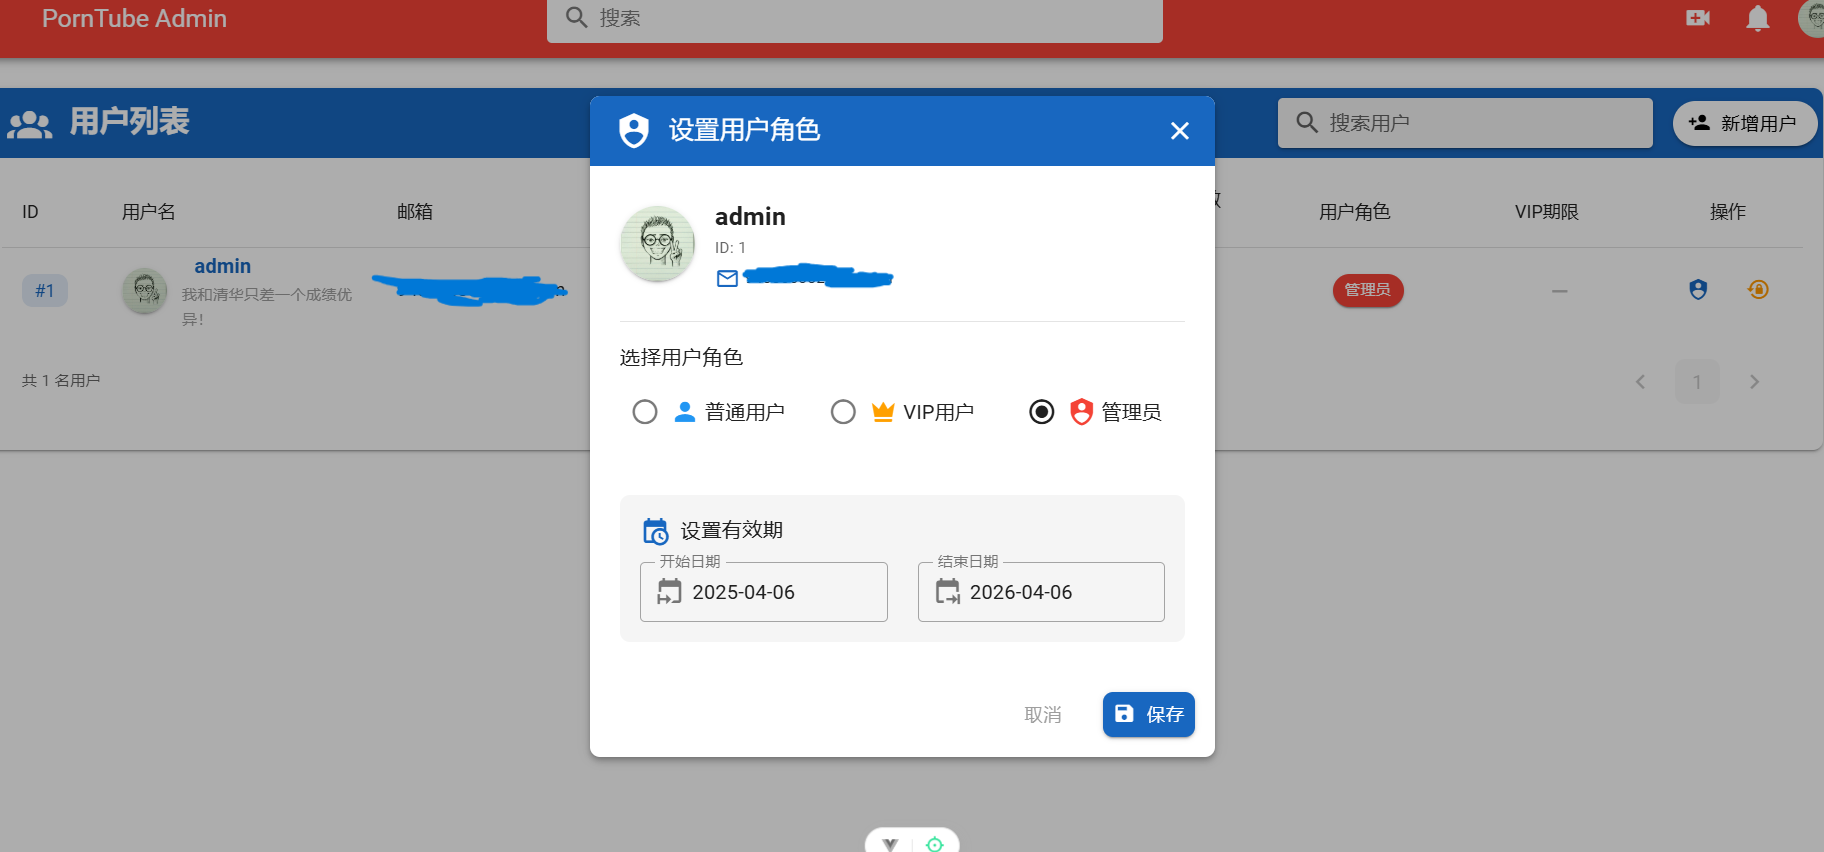 PornTube Admin
搜索
用户列表
搜索用户
新增用户
ID
用户名
邮箱
用户角色
VIP期限
操作
#1
admin
我和清华只差一个成绩优
异!
管理员
共 1 名用户
1
设置用户角色
admin
ID: 1
选择用户角色
普通用户
VIP用户
管理员
设置有效期
开始日期
2025-04-06
结束日期
2026-04-06
取消
保存